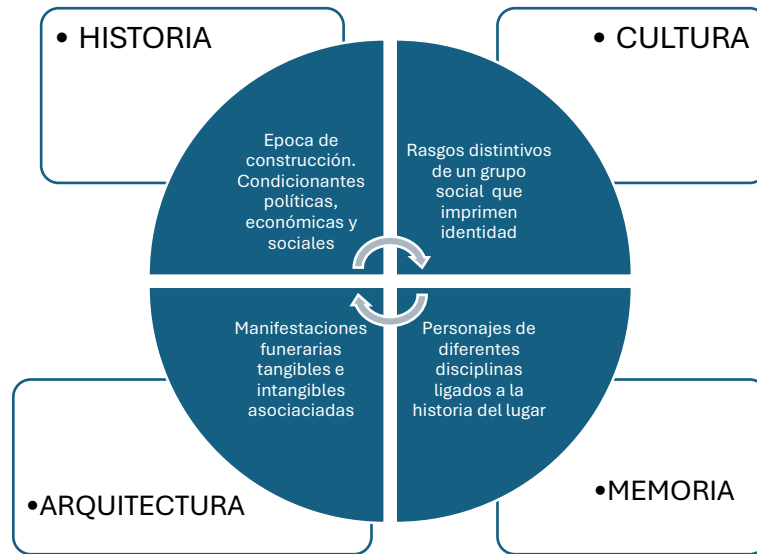 • HISTORIA
• CULTURA
Epoca de
construcción.
Condicionantes
políticas,
económicas y
sociales
Rasgos distintivos
de un grupo
social que
imprimen
identidad
Manifestaciones
funerarias
tangibles e
intangibles
asociaciadas
Personajes de
diferentes
disciplinas
ligados a la
historia del lugar
•ARQUITECTURA
•MEMORIA